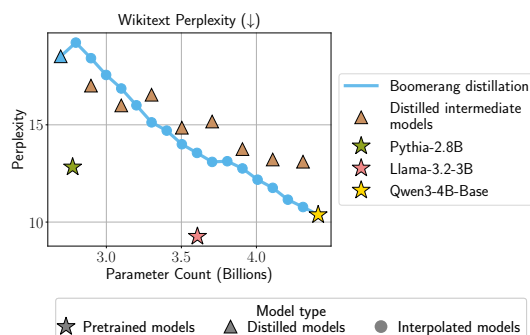 Wikitext Perplexity (↓)
Perplexity
15
10
3.0
3.5
4.0
Parameter Count (Billions)
Boomerang distillation
Distilled intermediate
models
Pythia-2.8B
Llama-3.2-3B
Qwen3-4B-Base
Model type
Pretrained models
Distilled models
Interpolated models